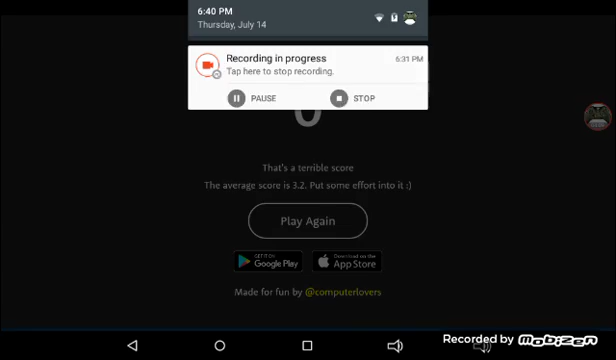 6:40 PM
Thursday, July 14
Recording in progress
6:31 PM
Tap here to stop recording.
PAUSE
STOP
0
That's a terrible score
The average score is 3.2. Put some effort into it :)
Play Again
GET IT ON
Google Play
Download on the
App Store
Made for fun by @computerlovers
Recorded by MOBIZEN